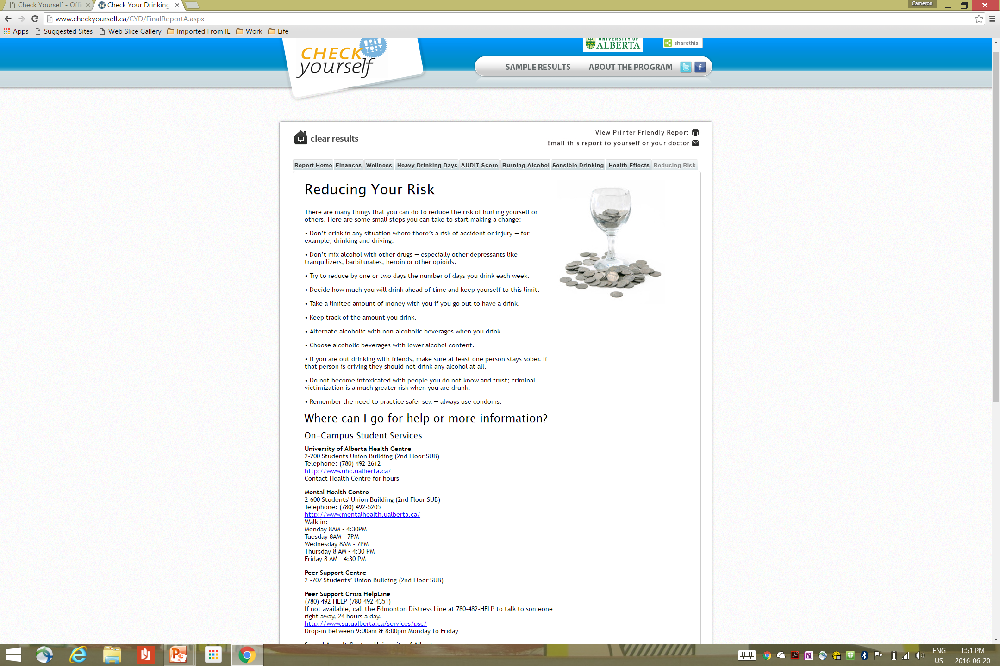 Check Yourself - Offi
Check Your Drinking
Cameron
www.checkyourself.ca/CYD/FinalReportA.aspx
Apps Suggested Sites Web Slice Gallery Imported From IE Work Life
CHECK
yourself
UNIVERSITY OF
ALBERTA
sharethis
SAMPLE RESULTS | ABOUT THE PROGRAM
clear results
View Printer Friendly Report
Email this report to yourself or your doctor
Report Home Finances Wellness Heavy Drinking Days AUDIT Score Burning Alcohol Sensible Drinking Health Effects Reducing Risk
Reducing Your Risk
There are many things that you can do to reduce the risk of hurting yourself or
others. Here are some small steps you can take to start making a change:
• Don’t drink in any situation where there’s a risk of accident or injury — for
example, drinking and driving.
• Don’t mix alcohol with other drugs — especially other depressants like
tranquilizers, barbiturates, heroin or other opioids.
• Try to reduce by one or two days the number of days you drink each week.
• Decide how much you will drink ahead of time and keep yourself to this limit.
• Take a limited amount of money with you if you go out to have a drink.
• Keep track of the amount you drink.
• Alternate alcoholic with non-alcoholic beverages when you drink.
• Choose alcoholic beverages with lower alcohol content.
• If you are out drinking with friends, make sure at least one person stays sober. If
that person is driving they should not drink any alcohol at all.
• Do not become intoxicated with people you do not know and trust; criminal
victimization is a much greater risk when you are drunk.
• Remember the need to practice safer sex — always use condoms.
Where can I go for help or more information?
On-Campus Student Services
University of Alberta Health Centre
2-200 Students Union Building (2nd Floor SUB)
Telephone: (780) 492-2612
http://www.uhc.ualberta.ca/
Contact Health Centre for hours
Mental Health Centre
2-600 Students' Union Building (2nd Floor SUB)
Telephone: (780) 492-5205
http://www.mentalhealth.ualberta.ca/
Walk in:
Monday 8AM - 4:30PM
Tuesday 8AM - 7PM
Wednesday 8AM - 7PM
Thursday 8 AM - 4:30 PM
Friday 8 AM - 4:30 PM
Peer Support Centre
2 -707 Students’ Union Building (2nd Floor SUB)
Peer Support Crisis HelpLine
(780) 492-HELP (780-492-4351)
If not available, call the Edmonton Distress Line at 780-482-HELP to talk to someone
right away, 24 hours a day.
http://www.su.ualberta.ca/services/psc/
Drop-in between 9:00am & 8:00pm Monday to Friday
ENG
US
1:51 PM
2016-06-20